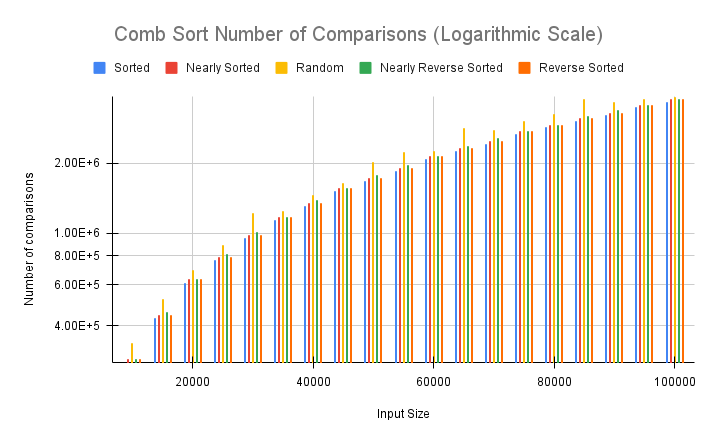 Comb Sort Number of Comparisons (Logarithmic Scale)
Sorted Nearly Sorted Random Nearly Reverse Sorted Reverse Sorted
Number of comparisons
2.00E+6
1.00E+6
8.00E+5
6.00E+5
4.00E+5
20000 40000 60000 80000 100000
Input Size